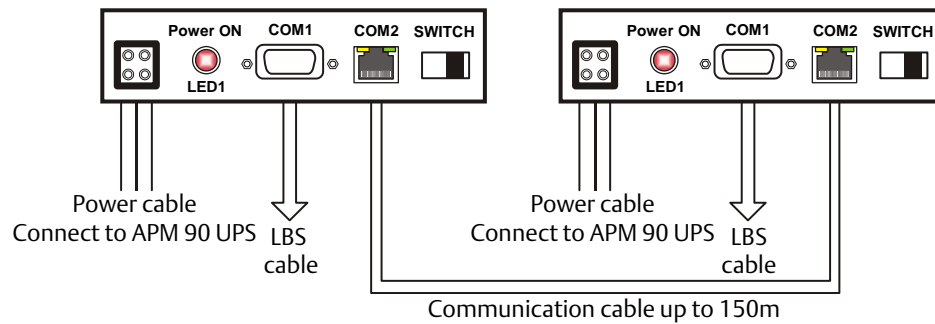 Power ON COM1 COM2 SWITCH
LED1
Power cable
Connect to APM 90 UPS
LBS
cable
Power ON COM1 COM2 SWITCH
LED1
Power cable
Connect to APM 90 UPS
LBS
cable
Communication cable up to 150m